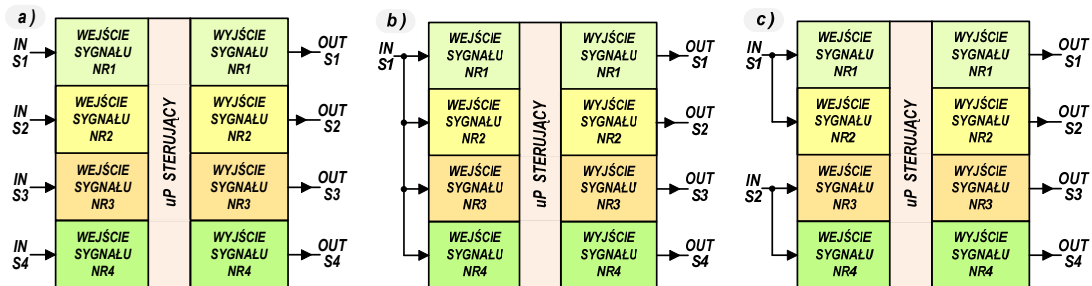 a)
IN
S1
WEJŚCIE
SYGNAŁU
NR1
WYJŚCIE
SYGNAŁU
NR1
OUT
S1
IN
S2
WEJŚCIE
SYGNAŁU
NR2
WYJŚCIE
SYGNAŁU
NR2
OUT
S2
IN
S3
WEJŚCIE
SYGNAŁU
NR3
WYJŚCIE
SYGNAŁU
NR3
OUT
S3
IN
S4
WEJŚCIE
SYGNAŁU
NR4
WYJŚCIE
SYGNAŁU
NR4
OUT
S4
uP STERUJĄCY
b)
IN
S1
WEJŚCIE
SYGNAŁU
NR1
WYJŚCIE
SYGNAŁU
NR1
OUT
S1
WEJŚCIE
SYGNAŁU
NR2
WYJŚCIE
SYGNAŁU
NR2
OUT
S2
WEJŚCIE
SYGNAŁU
NR3
WYJŚCIE
SYGNAŁU
NR3
OUT
S3
WEJŚCIE
SYGNAŁU
NR4
WYJŚCIE
SYGNAŁU
NR4
OUT
S4
uP STERUJĄCY
c)
IN
S1
WEJŚCIE
SYGNAŁU
NR1
WYJŚCIE
SYGNAŁU
NR1
OUT
S1
WEJŚCIE
SYGNAŁU
NR2
WYJŚCIE
SYGNAŁU
NR2
OUT
S2
IN
S2
WEJŚCIE
SYGNAŁU
NR3
WYJŚCIE
SYGNAŁU
NR3
OUT
S3
WEJŚCIE
SYGNAŁU
NR4
WYJŚCIE
SYGNAŁU
NR4
OUT
S4
uP STERUJĄCY